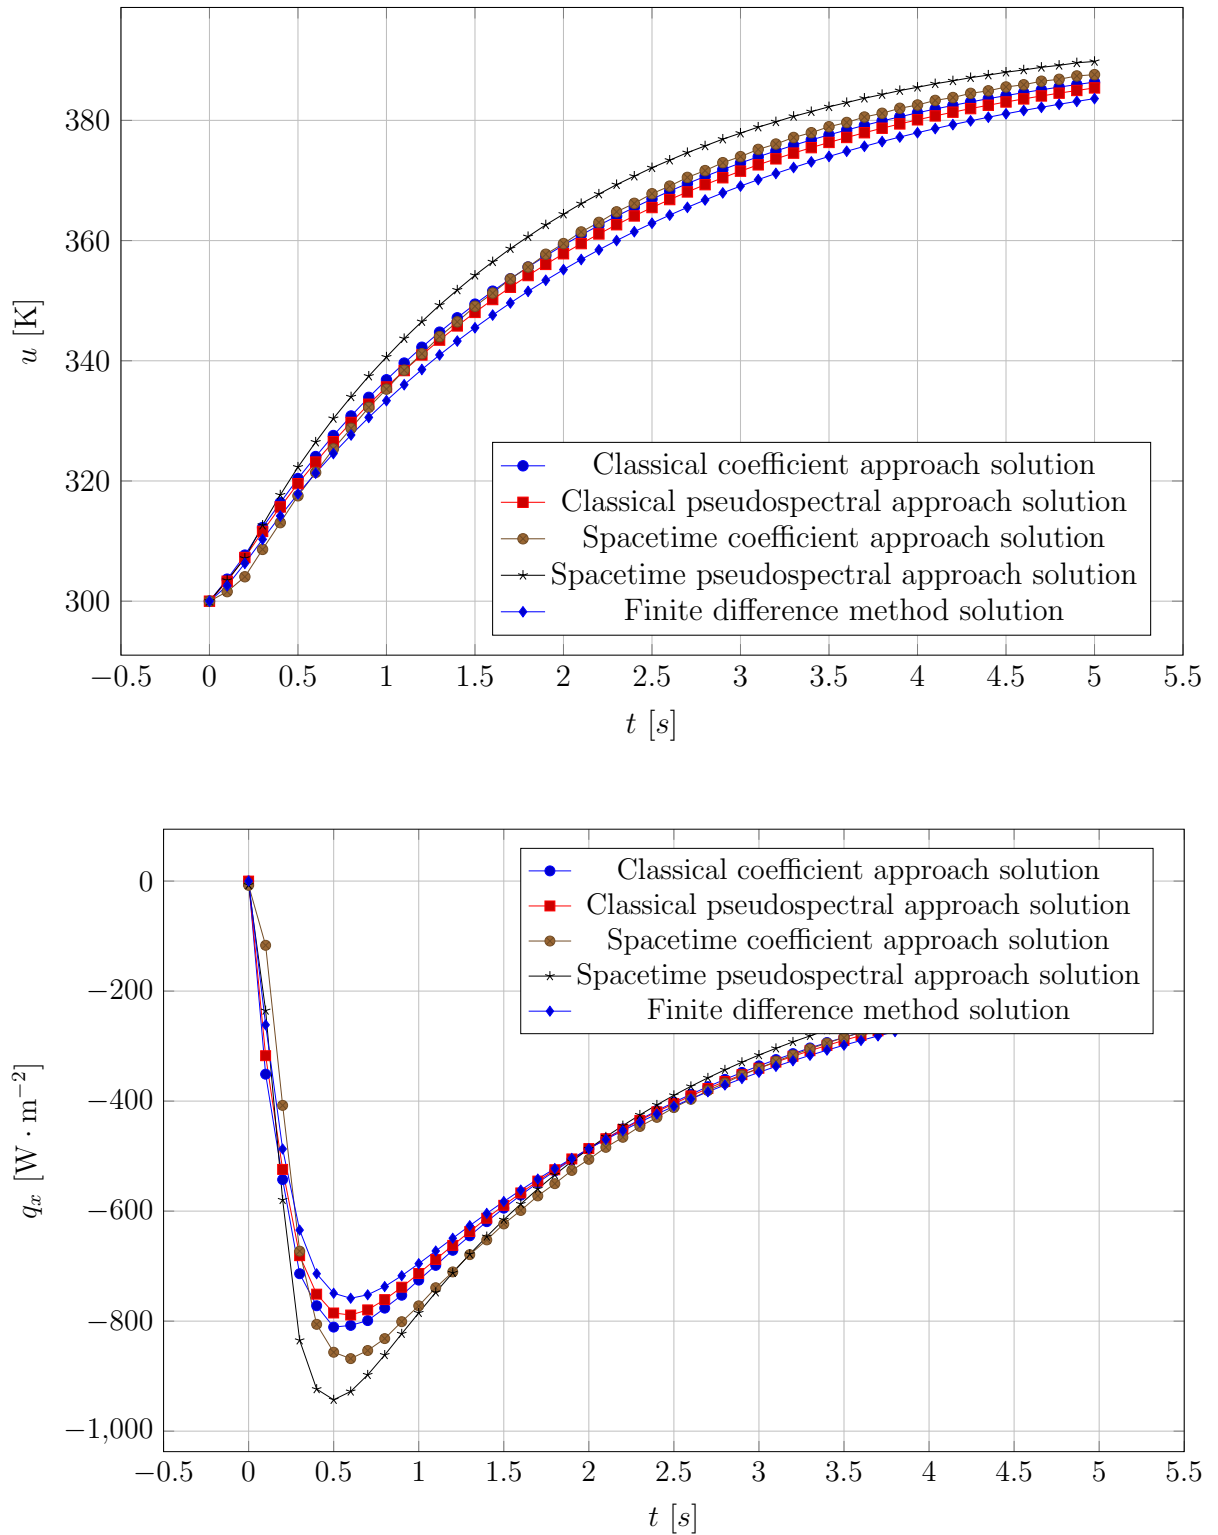 380
360
340
320
300
u [K]
Classical coefficient approach solution
Classical pseudospectral approach solution
Spacetime coefficient approach solution
Spacetime pseudospectral approach solution
Finite difference method solution
−0.5 0 0.5 1 1.5 2 2.5 3 3.5 4 4.5 5 5.5
t [s]
0
−200
−400
−600
−800
−1,000
qₓ [W · m⁻²]
Classical coefficient approach solution
Classical pseudospectral approach solution
Spacetime coefficient approach solution
Spacetime pseudospectral approach solution
Finite difference method solution
−0.5 0 0.5 1 1.5 2 2.5 3 3.5 4 4.5 5 5.5
t [s]